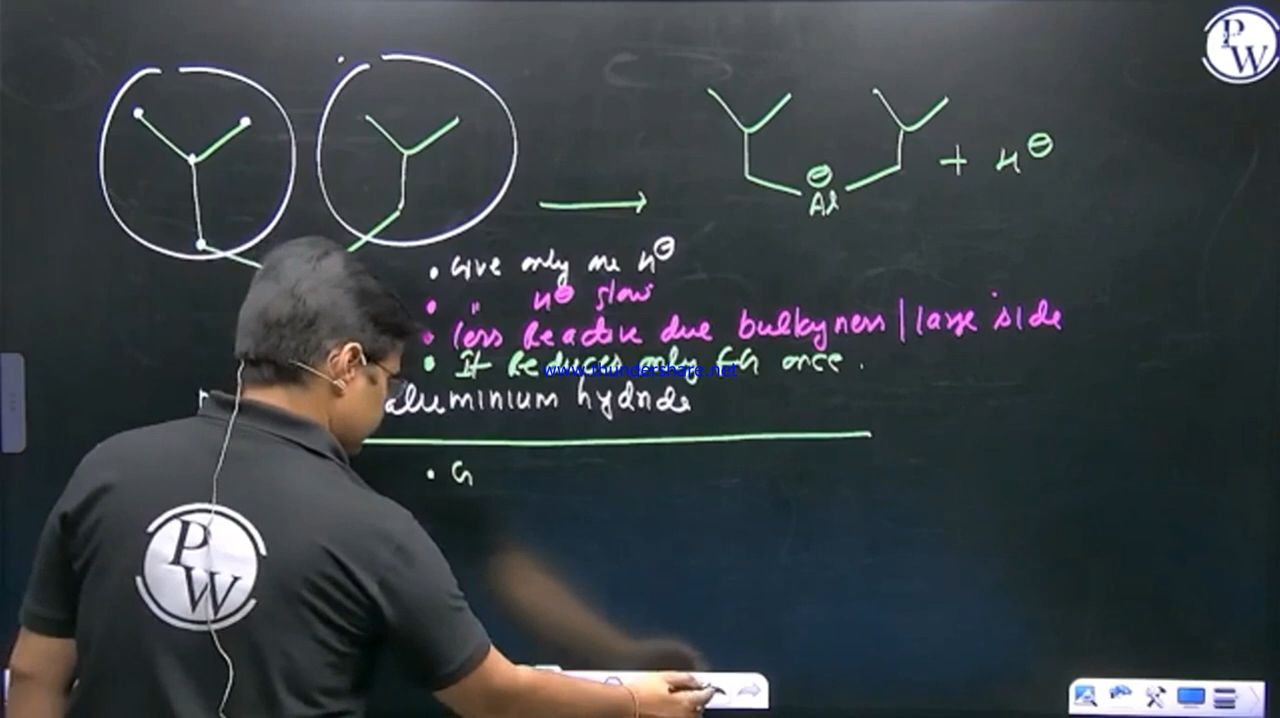 PW
+ H⊖
⊖
Al
• Give only one H⊖
• " H⊖ slow
• less Reactive due bulkyness | large side
• It Reduces only FG once .
www.thundershare.net
aluminium hydride
• G
PW